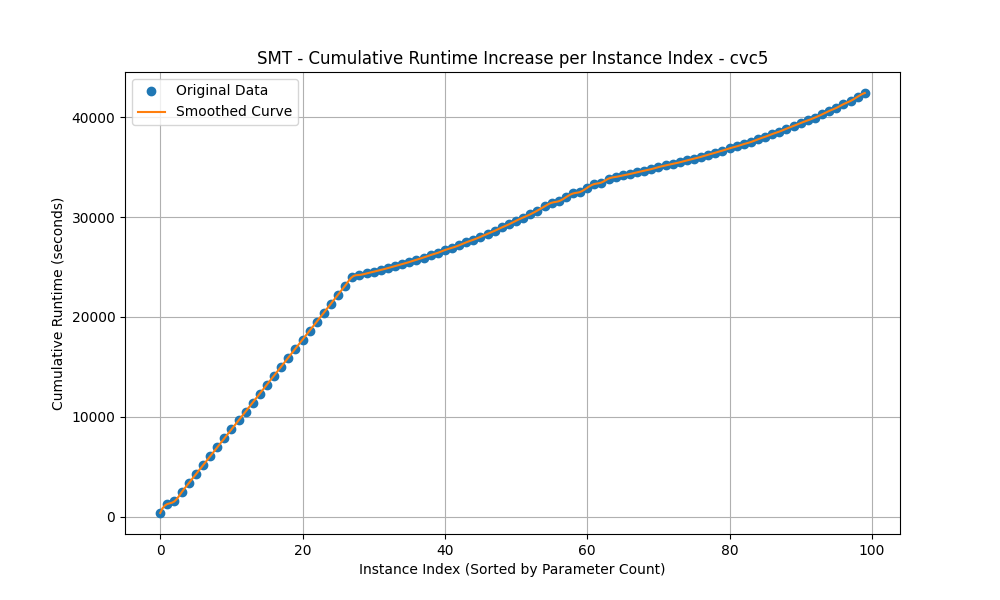 SMT - Cumulative Runtime Increase per Instance Index - cvc5
Original Data
Smoothed Curve
40000
30000
20000
10000
0
Cumulative Runtime (seconds)
0 20 40 60 80 100
Instance Index (Sorted by Parameter Count)